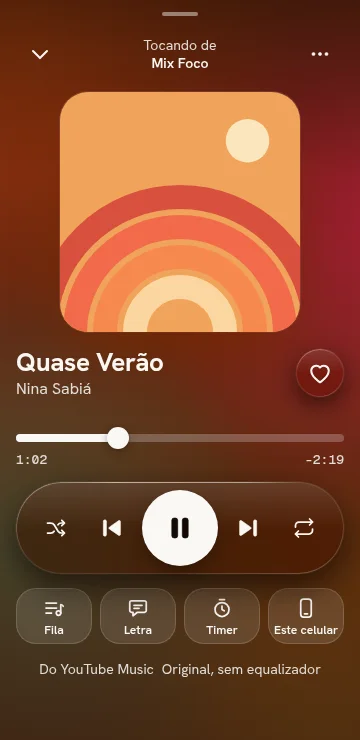 Tocando de
Mix Foco
Quase Verão
Nina Sabiá
1:02
-2:19
Fila
Letra
Timer
Este celular
Do YouTube Music  Original, sem equalizador